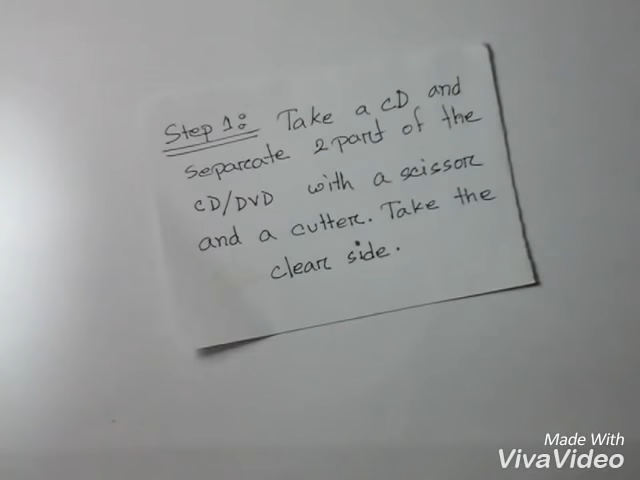 Step 1: Take a CD and
separate 2 part of the
CD/DVD with a scissor
and a cutter. Take the
clear side.
Made With
VivaVideo